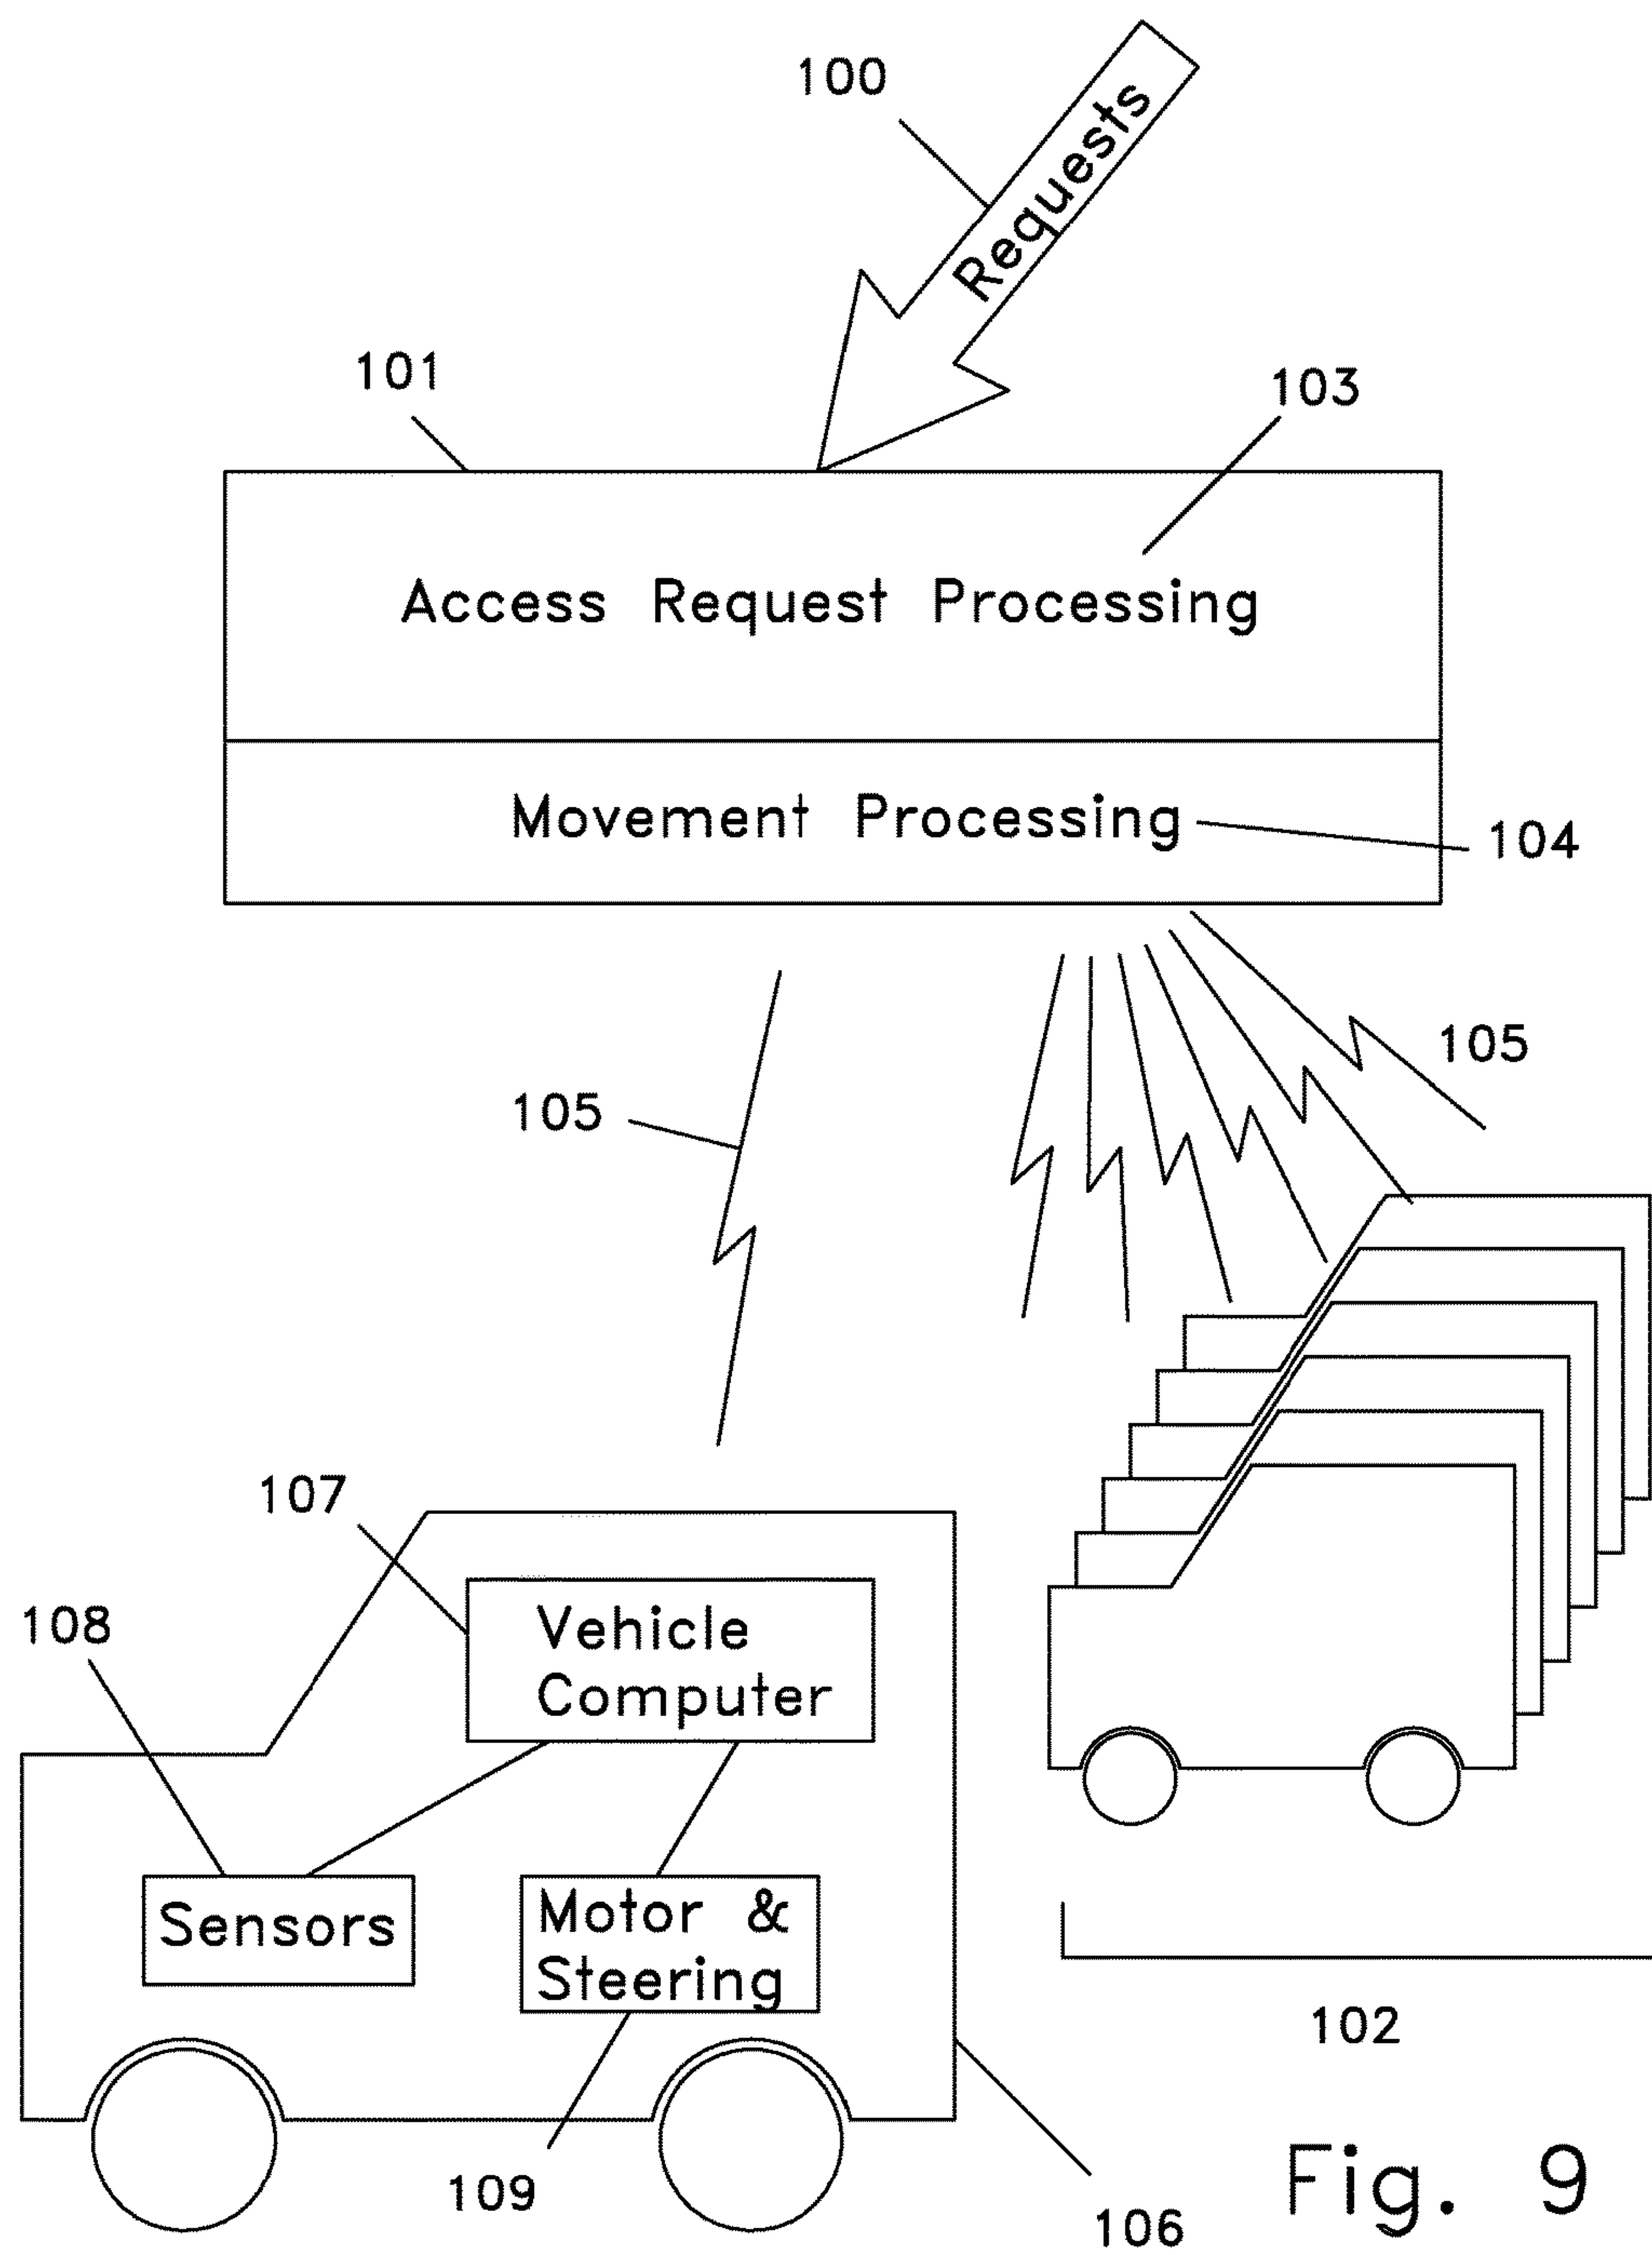 100
Requests
101
103
Access Request Processing
Movement Processing
104
105
105
107
Vehicle
Computer
108
Sensors
Motor &
Steering
102
109
106
Fig. 9